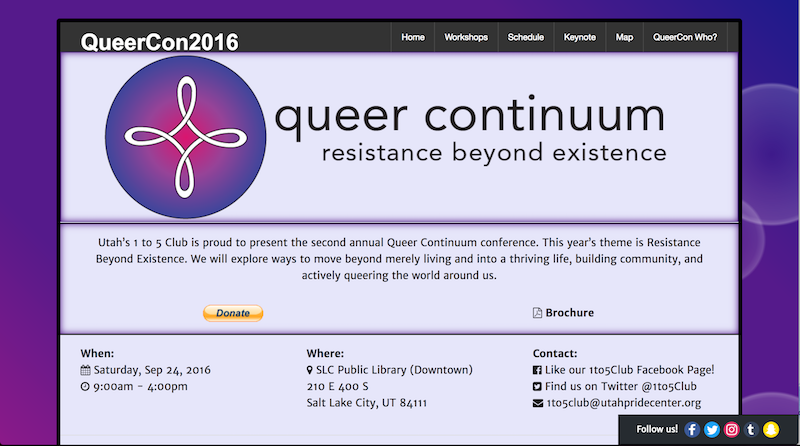 QueerCon2016
Home Workshops Schedule Keynote Map QueerCon Who?
queer continuum
resistance beyond existence
Utah's 1 to 5 Club is proud to present the second annual Queer Continuum conference. This year's theme is Resistance
Beyond Existence. We will explore ways to move beyond merely living and into a thriving life, building community, and
actively queering the world around us.
Donate Brochure
When: Where: Contact:
Saturday, Sep 24, 2016 SLC Public Library (Downtown) Like our 1to5Club Facebook Page!
9:00am - 4:00pm 210 E 400 S Find us on Twitter @1to5Club
Salt Lake City, UT 84111 1to5club@utahpridecenter.org
Follow us!